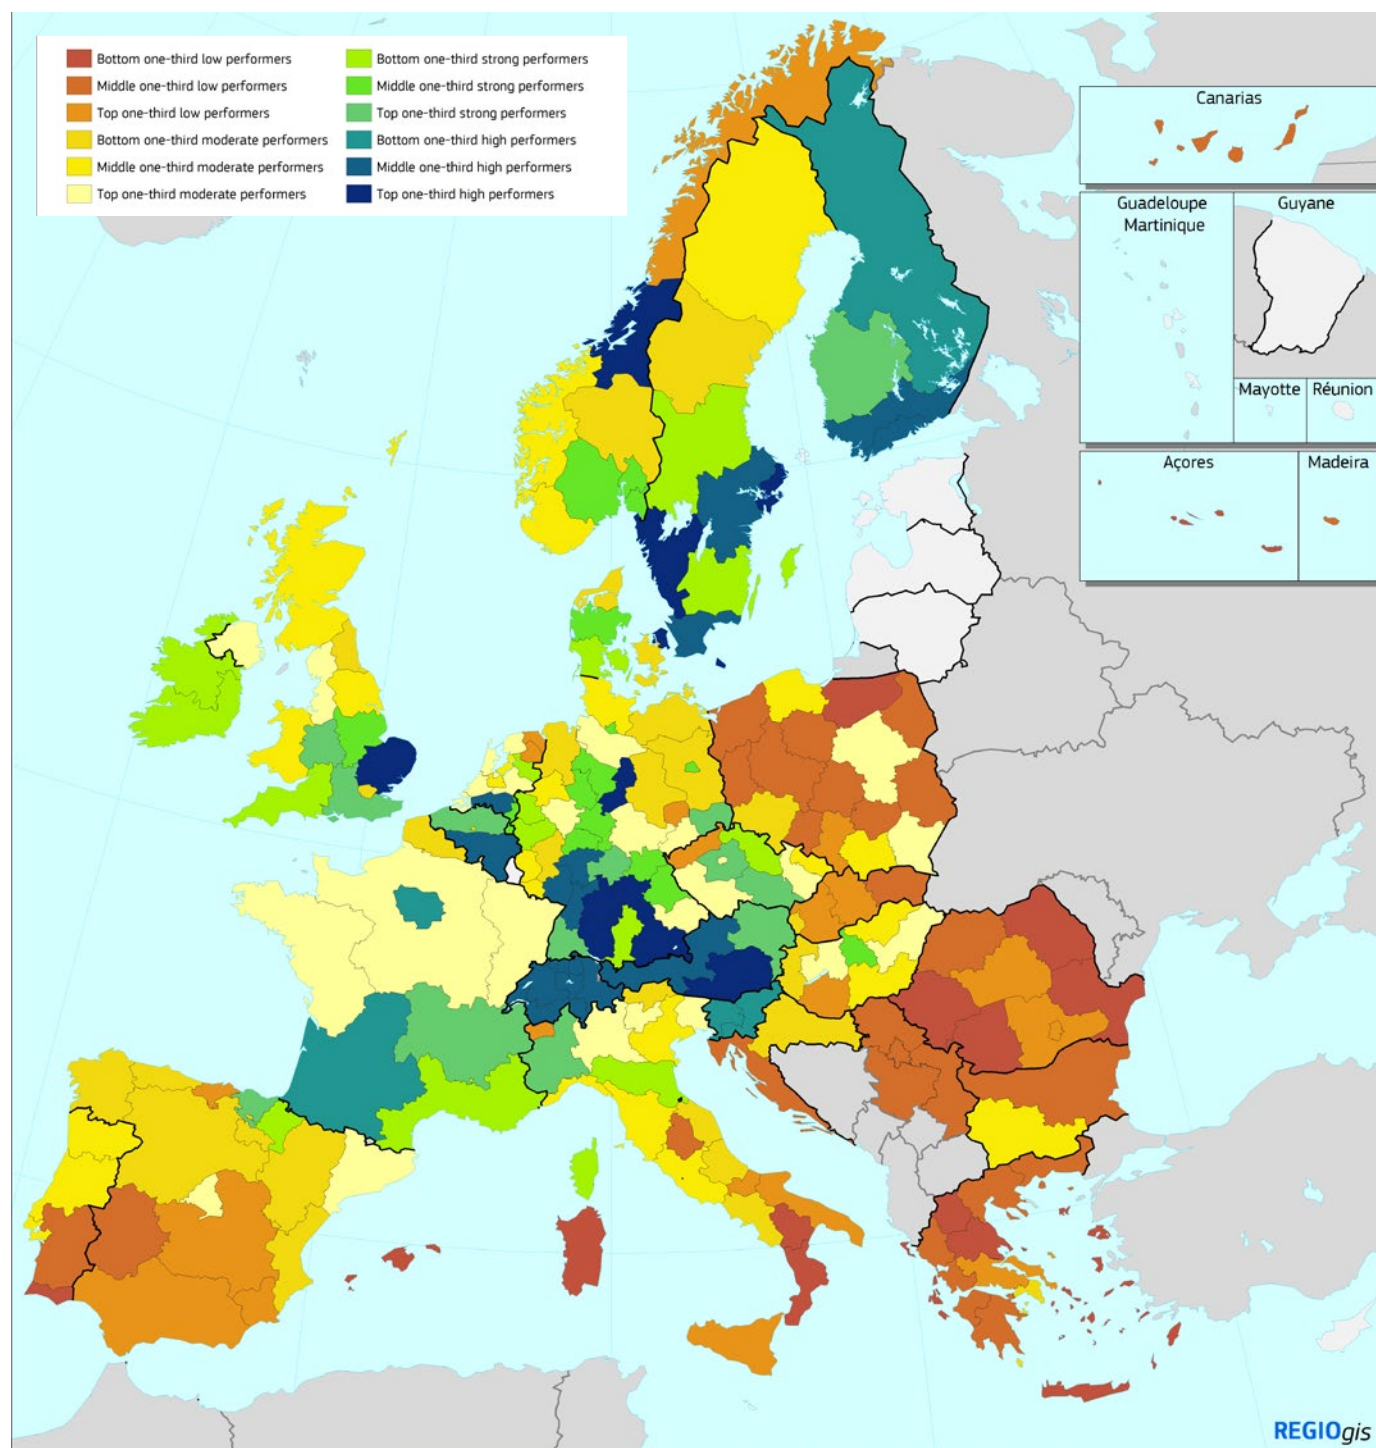 Bottom one-third low performers
Middle one-third low performers
Top one-third low performers
Bottom one-third moderate performers
Middle one-third moderate performers
Top one-third moderate performers
Bottom one-third strong performers
Middle one-third strong performers
Top one-third strong performers
Bottom one-third high performers
Middle one-third high performers
Top one-third high performers
Canarias
Guadeloupe
Martinique
Guyane
Mayotte
Réunion
Açores
Madeira
REGIOgis